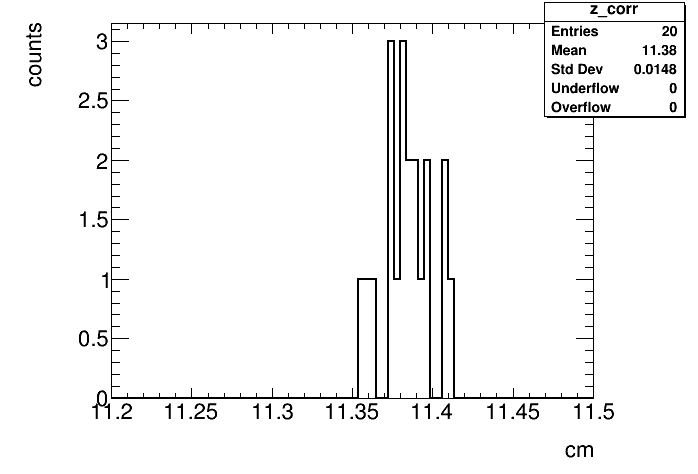 z_corr
Entries 20
Mean 11.38
Std Dev 0.0148
Underflow 0
Overflow 0
counts
3
2.5
2
1.5
1
0.5
0
11.2 11.25 11.3 11.35 11.4 11.45 11.5
cm